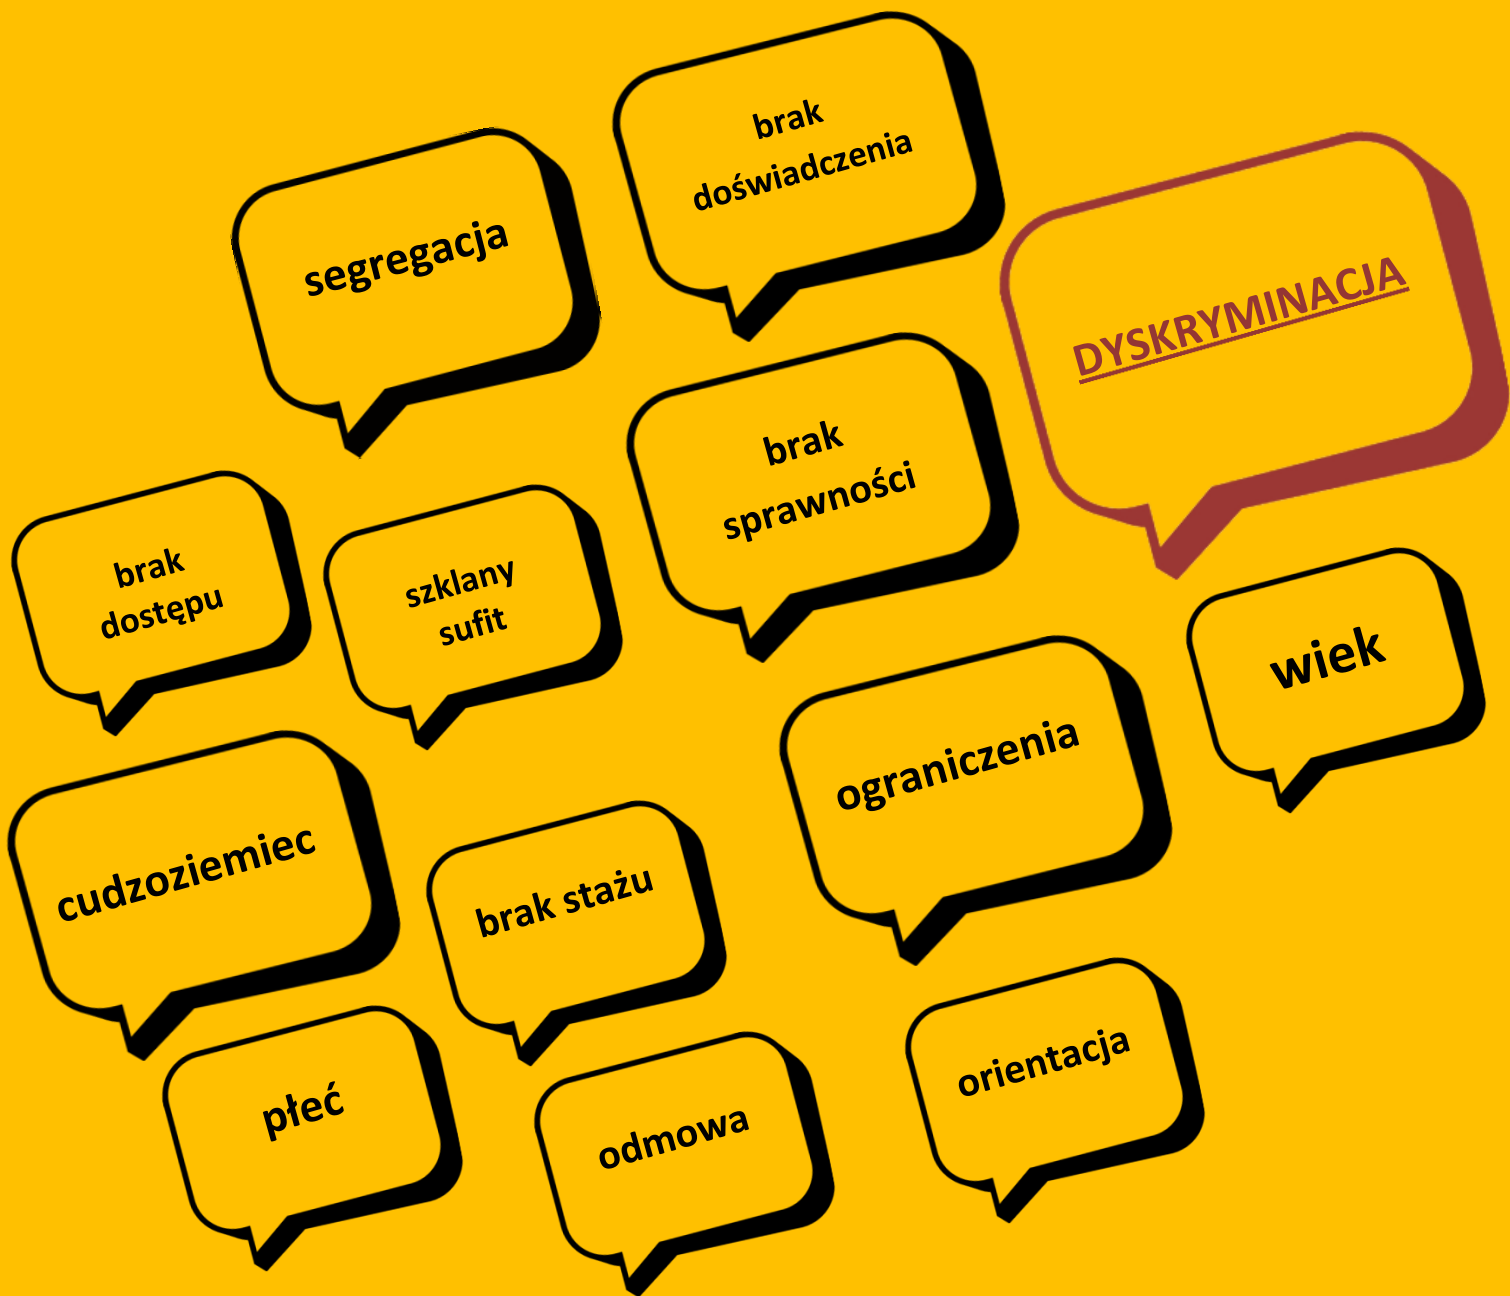 brak
doświadczenia
segregacja
DYSKRYMINACJA
brak
sprawności
brak
dostępu
szklany
sufit
wiek
ograniczenia
cudzoziemiec
brak stażu
orientacja
płeć
odmowa